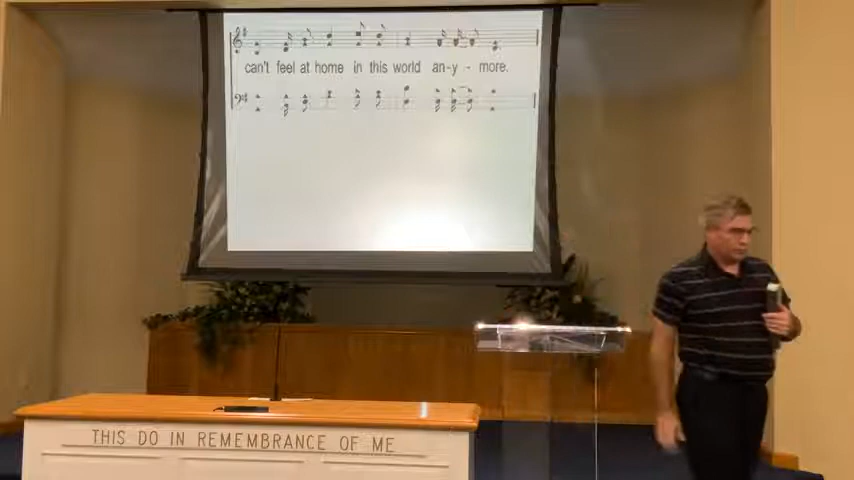 can't feel at home in this world an-y - more.
THIS DO IN REMEMBRANCE OF ME